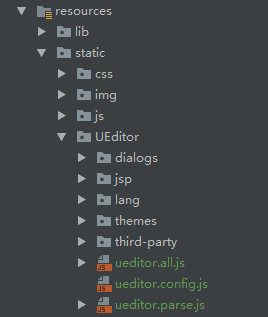 resources
lib
static
css
img
js
UEditor
dialogs
jsp
lang
themes
third-party
ueditor.all.js
ueditor.config.js
ueditor.parse.js